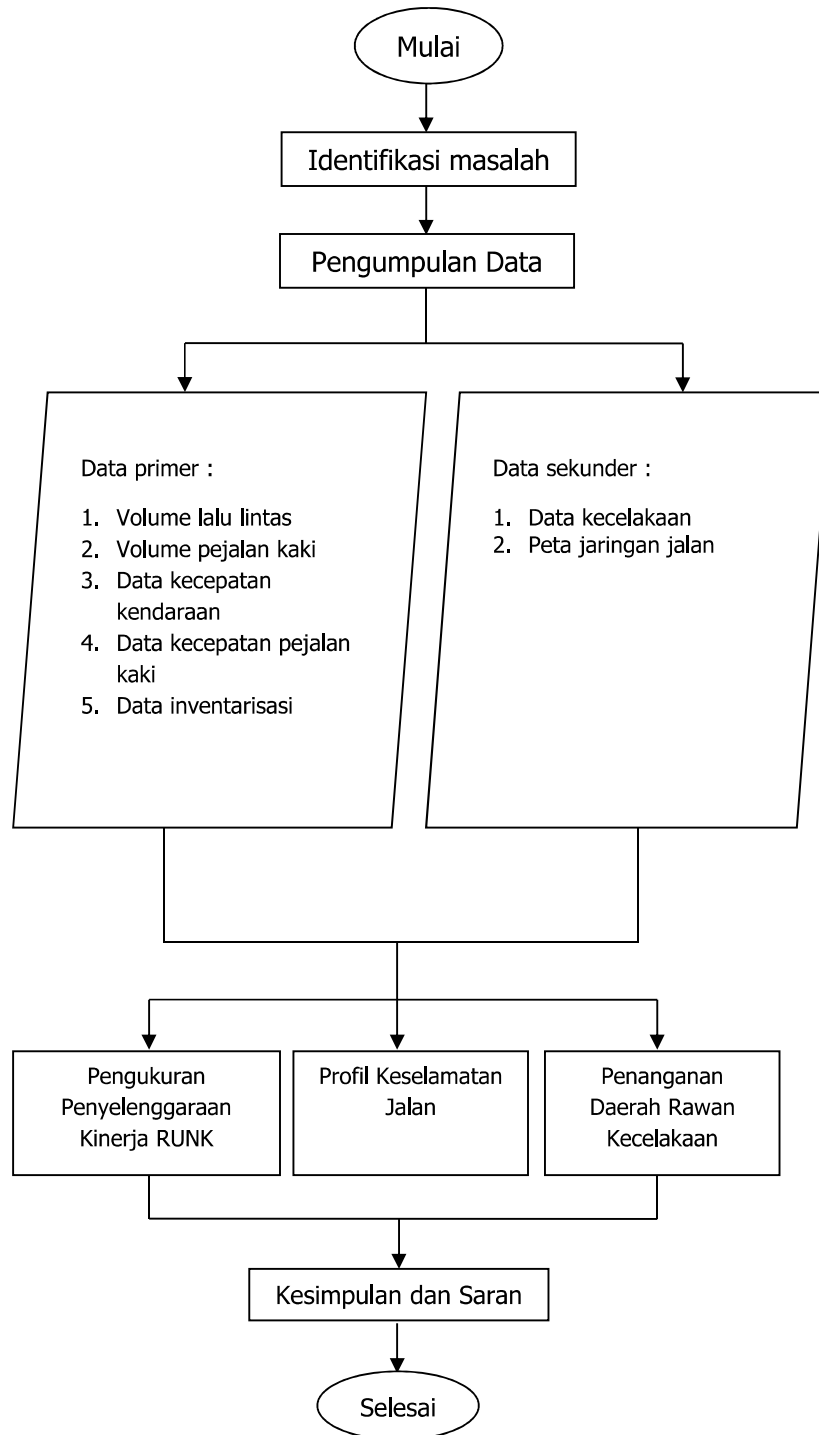 Mulai
Identifikasi masalah
Pengumpulan Data
Data primer :
1. Volume lalu lintas
2. Volume pejalan kaki
3. Data kecepatan
kendaraan
4. Data kecepatan pejalan
kaki
5. Data inventarisasi
Data sekunder :
1. Data kecelakaan
2. Peta jaringan jalan
Pengukuran
Penyelenggaraan
Kinerja RUNK
Profil Keselamatan
Jalan
Penanganan
Daerah Rawan
Kecelakaan
Kesimpulan dan Saran
Selesai